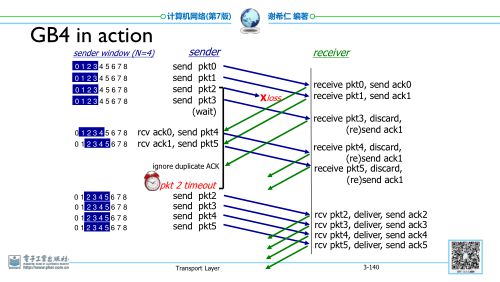 计算机网络(第7版) 谢希仁 编著
GB4 in action
sender window (N=4) sender receiver
0 1 2 3 4 5 6 7 8 send pkt0
0 1 2 3 4 5 6 7 8 send pkt1
0 1 2 3 4 5 6 7 8 send pkt2
0 1 2 3 4 5 6 7 8 send pkt3
(wait)
Xloss
receive pkt0, send ack0
receive pkt1, send ack1
receive pkt3, discard,
(re)send ack1
0 1 2 3 4 5 6 7 8 rcv ack0, send pkt4
0 1 2 3 4 5 6 7 8 rcv ack1, send pkt5
receive pkt4, discard,
(re)send ack1
receive pkt5, discard,
(re)send ack1
ignore duplicate ACK
pkt 2 timeout
0 1 2 3 4 5 6 7 8 send pkt2
0 1 2 3 4 5 6 7 8 send pkt3
0 1 2 3 4 5 6 7 8 send pkt4
0 1 2 3 4 5 6 7 8 send pkt5
rcv pkt2, deliver, send ack2
rcv pkt3, deliver, send ack3
rcv pkt4, deliver, send ack4
rcv pkt5, deliver, send ack5
电子工业出版社
http://www.phei.com.cn
Transport Layer 3-140